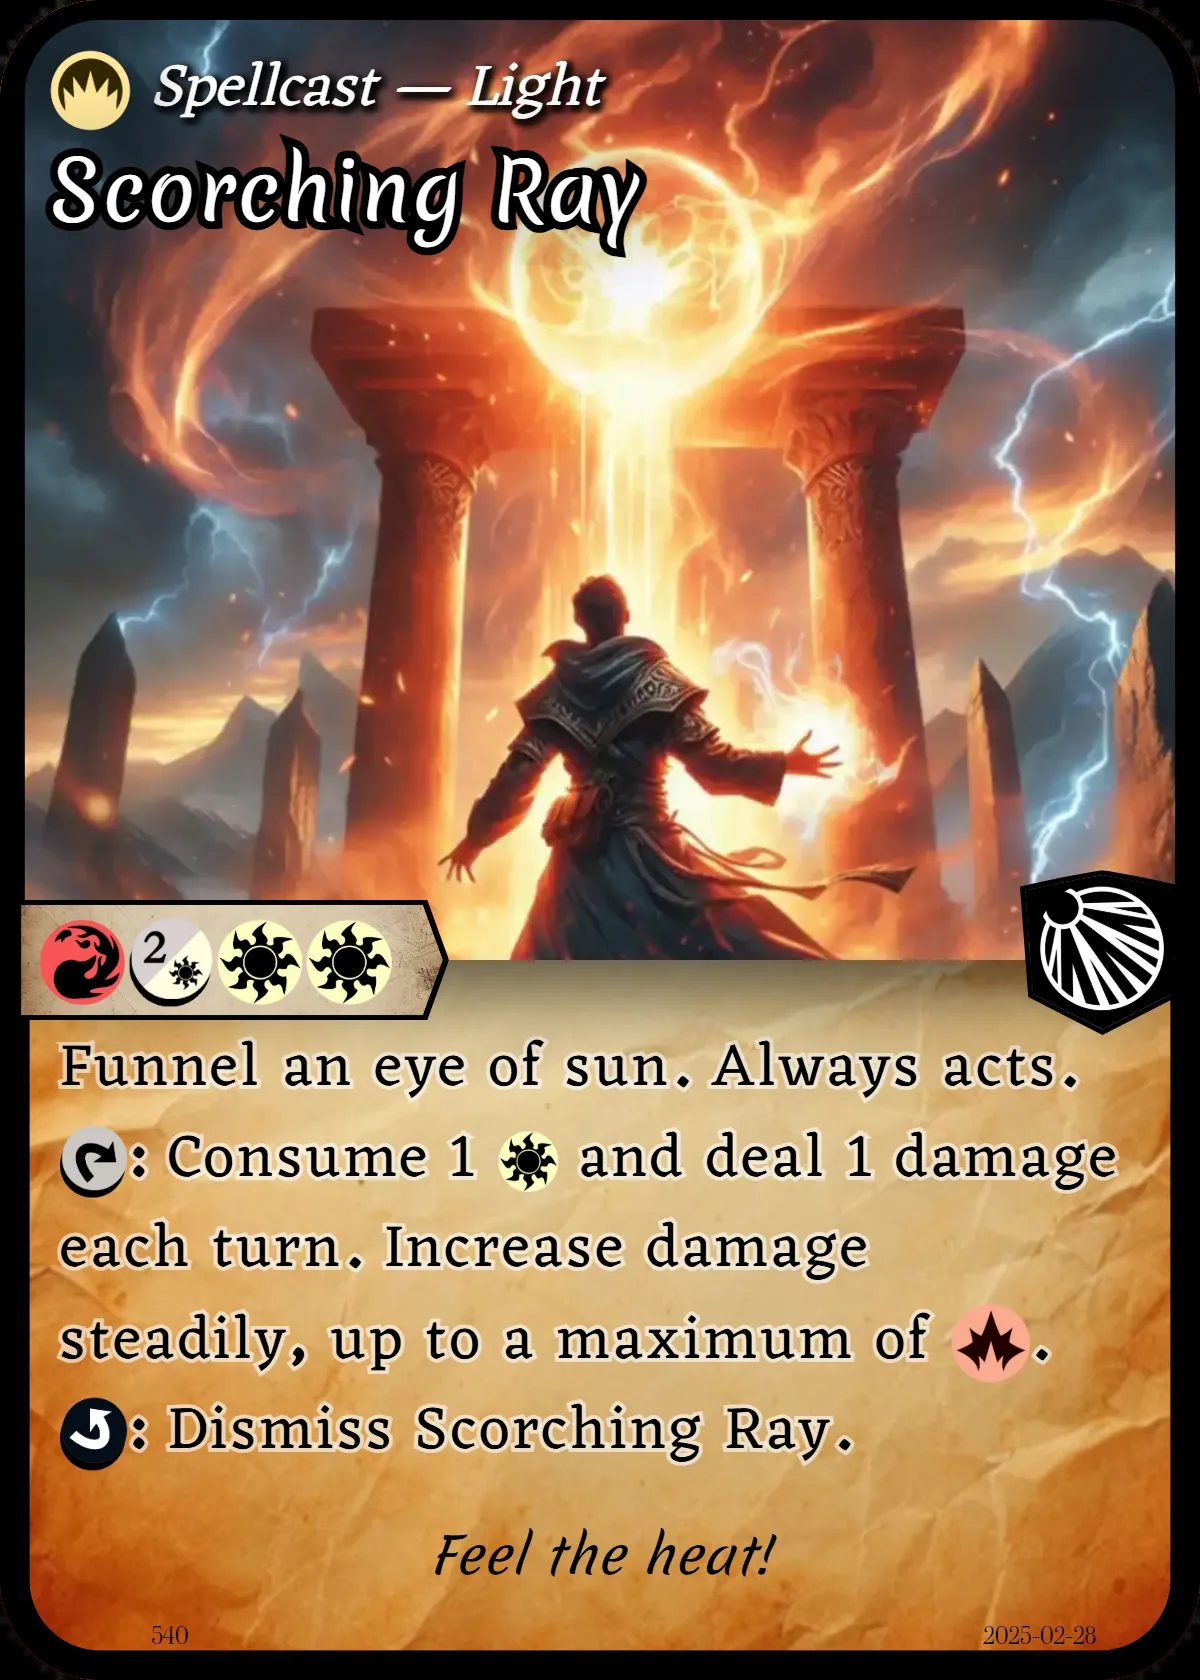 Spellcast — Light
Scorching Ray
2
Funnel an eye of sun. Always acts.
: Consume 1 and deal 1 damage
each turn. Increase damage
steadily, up to a maximum of .
: Dismiss Scorching Ray.
Feel the heat!
540
2025-02-28